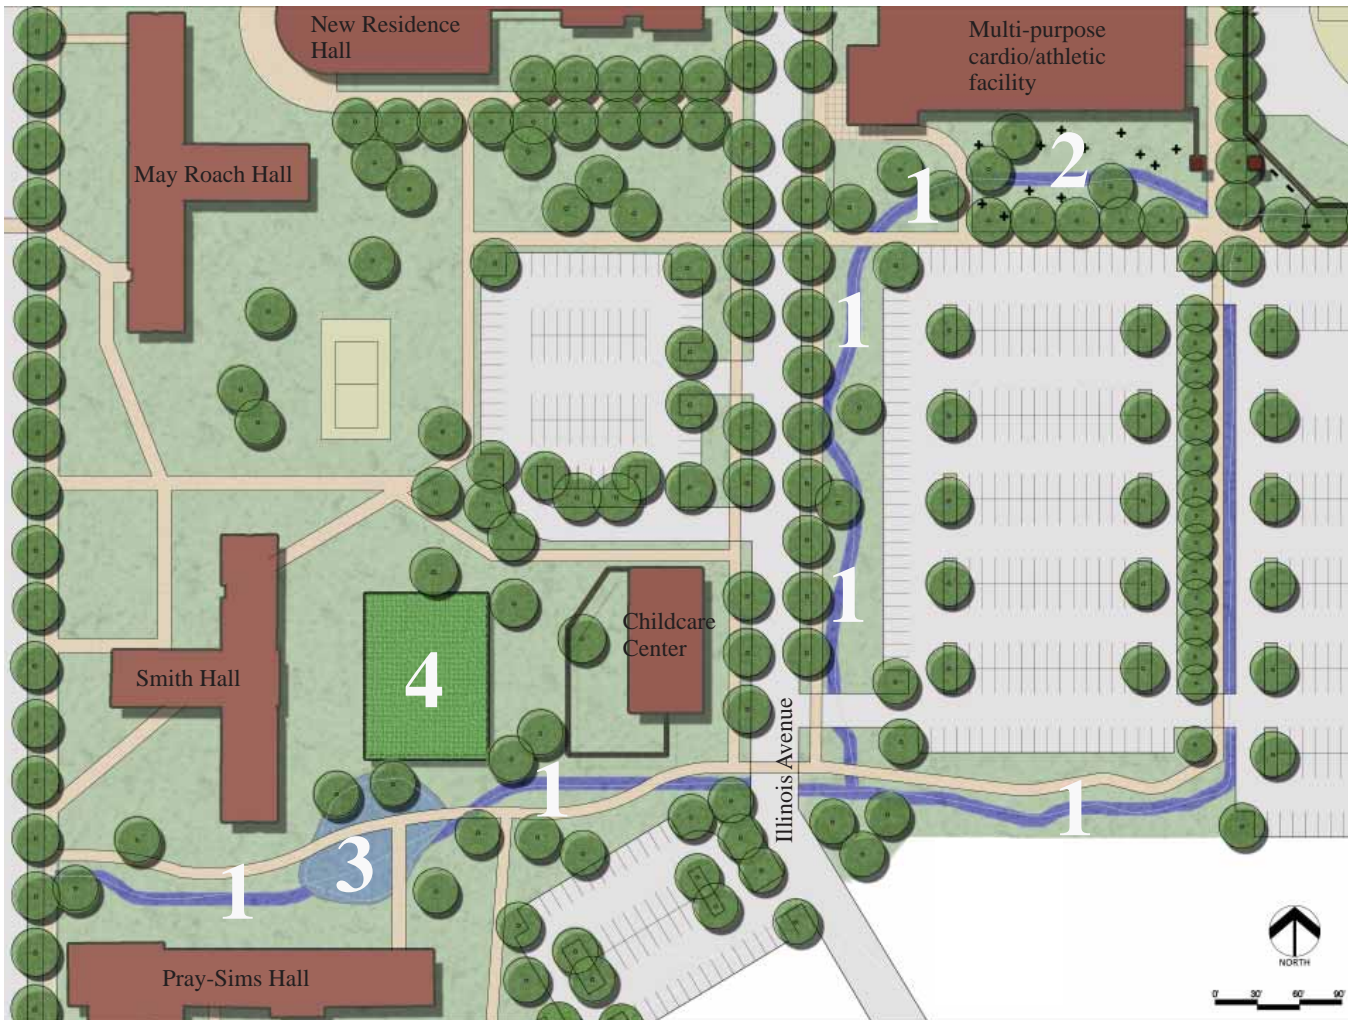 New Residence
Hall
Multi-purpose
cardio/athletic
facility
May Roach Hall
2
1
1
1
Childcare
Center
Smith Hall
4
Illinois Avenue
1
1
3
1
Pray-Sims Hall
NORTH
0' 30' 60' 90'